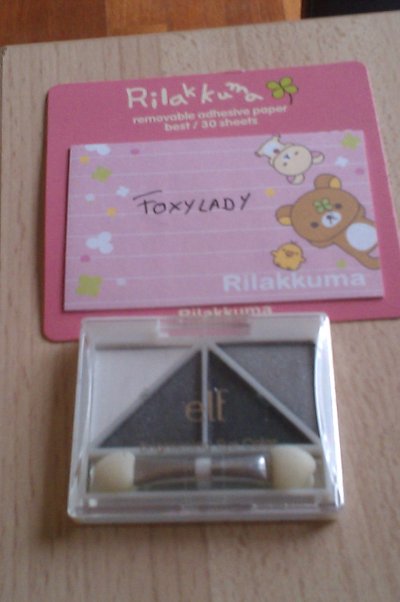 Rilakkuma
removable adhesive paper
best / 30 sheets
FOXYLADY
Rilakkuma
Rilakkuma
elf